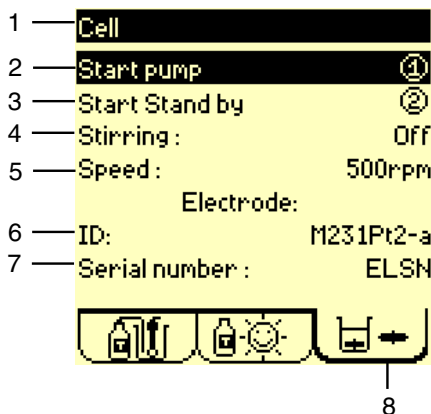 1 Cell
2 Start pump ①
3 Start Stand by ②
4 Stirring : Off
5 Speed : 500rpm
Electrode:
6 ID: M231Pt2-a
7 Serial number : ELSN
8